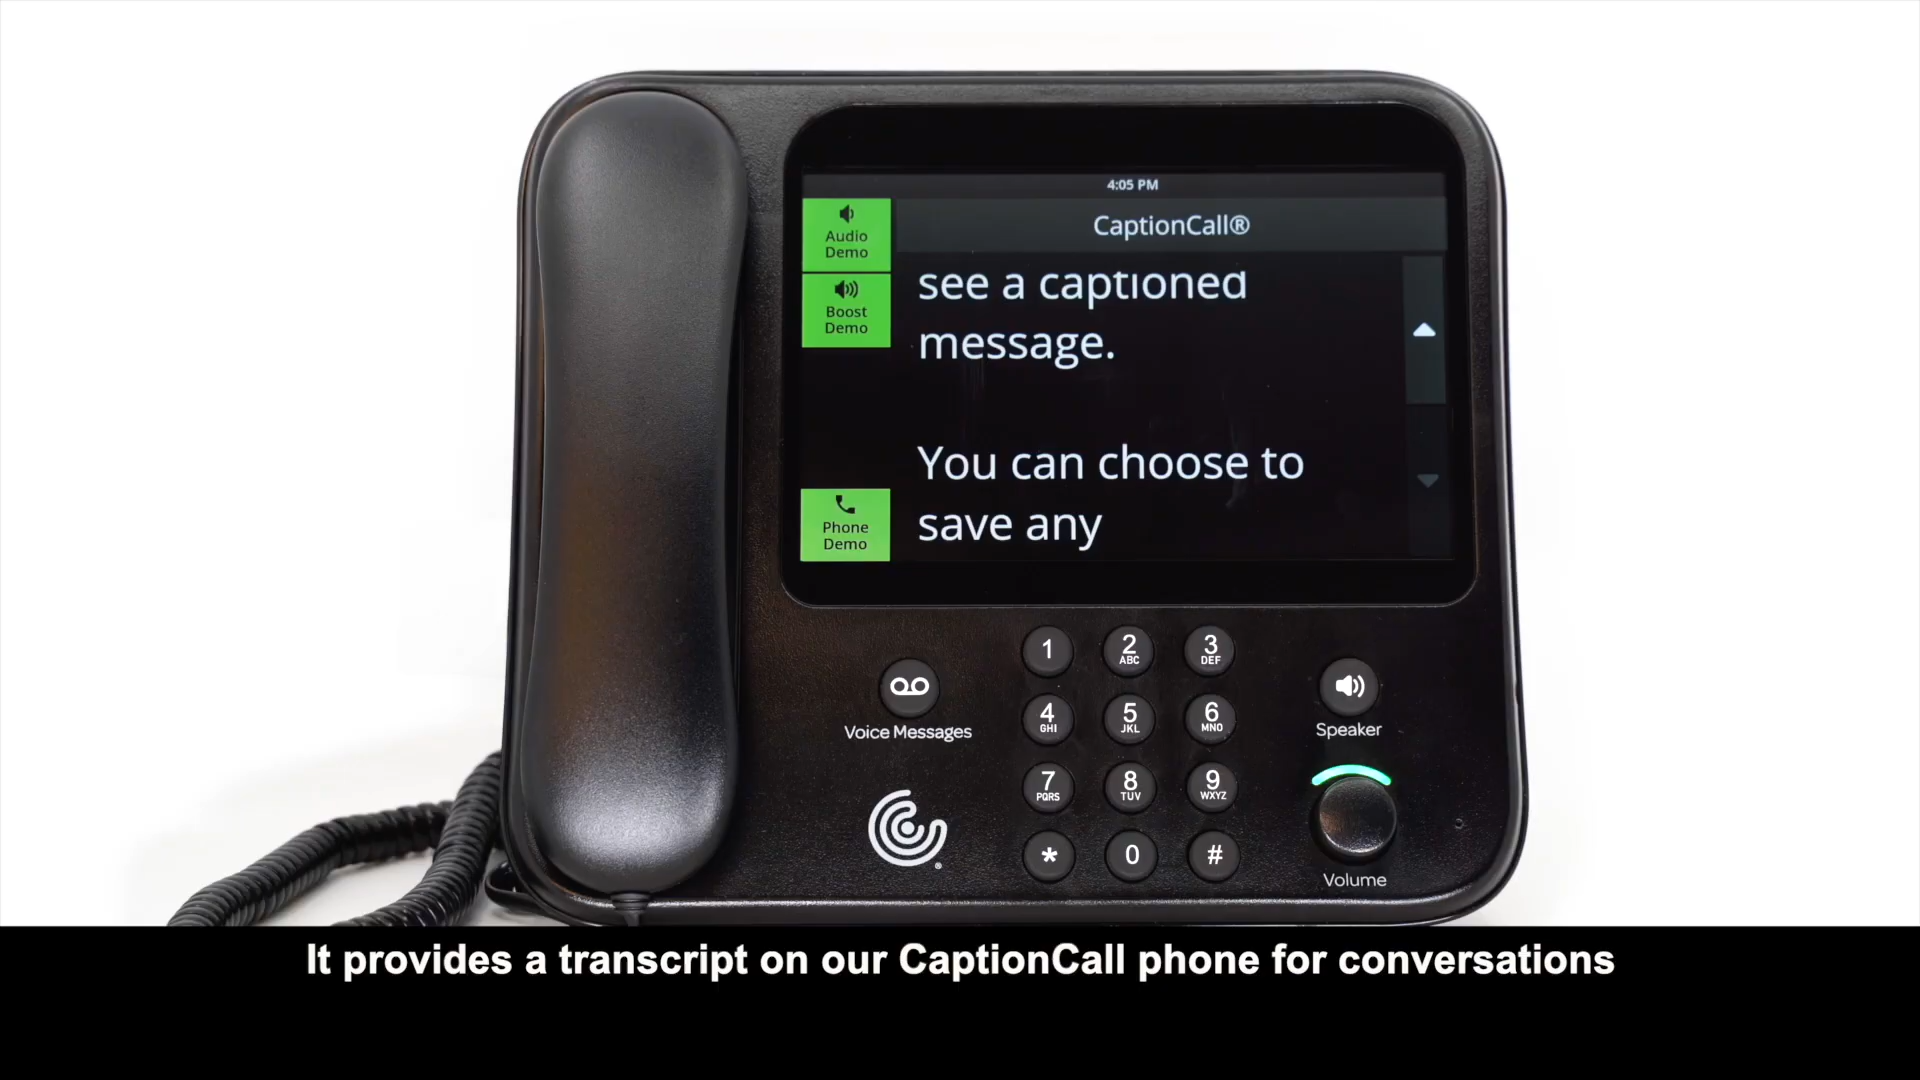 4:05 PM
CaptionCall®
Audio
Demo
Boost
Demo
Phone
Demo
see a captioned
message.
You can choose to
save any
1
2
ABC
3
DEF
4
GHI
5
JKL
6
MNO
7
PQRS
8
TUV
9
WXYZ
*
0
#
Voice Messages
®
Speaker
Volume
It provides a transcript on our CaptionCall phone for conversations